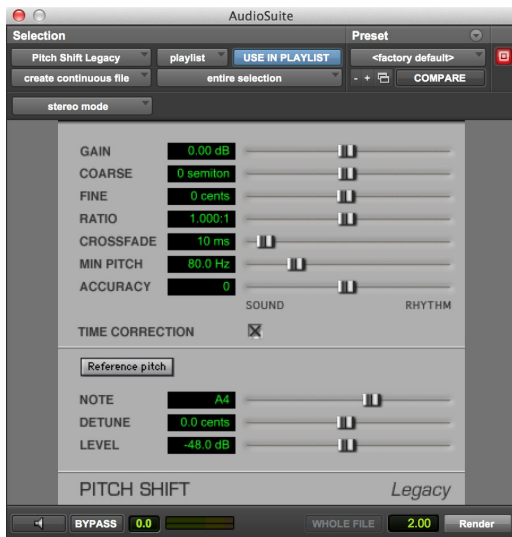 AudioSuite
Selection Preset
Pitch Shift Legacy playlist USE IN PLAYLIST <factory default>
create continuous file entire selection - + COMPARE
stereo mode
GAIN 0.00 dB
COARSE 0 semiton
FINE 0 cents
RATIO 1.000:1
CROSSFADE 10 ms
MIN PITCH 80.0 Hz
ACCURACY 0
SOUND RHYTHM
TIME CORRECTION
Reference pitch
NOTE A4
DETUNE 0.0 cents
LEVEL -48.0 dB
PITCH SHIFT Legacy
BYPASS 0.0 WHOLE FILE 2.00 Render